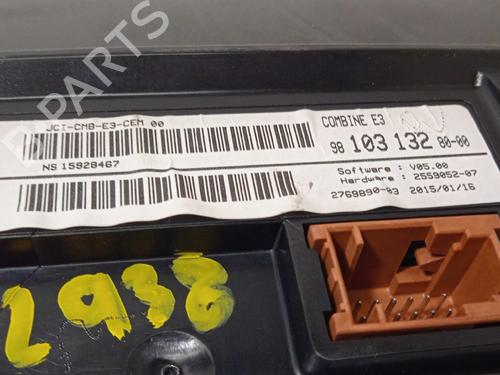 B PARTS
JCI-CMB-E3-CEM 00
COMBINE E3
98 103 132 80-00
NS 15928467
Software : V05.00
Hardware : 2559052-07
2769890-03 2015/01/16
2938